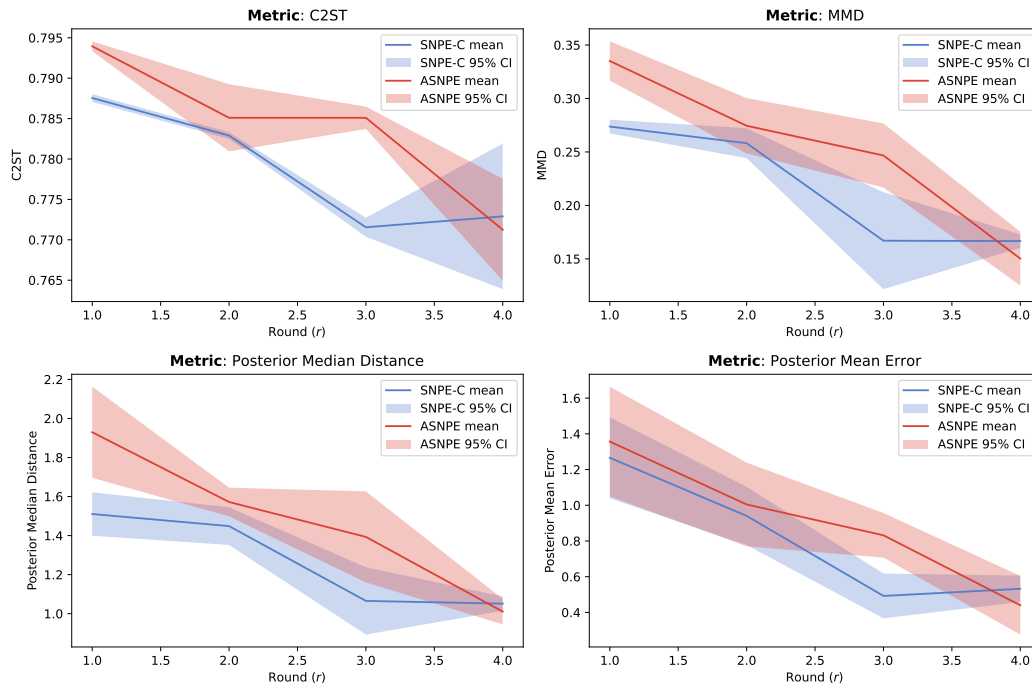 Metric: C2ST
0.795
0.790
0.785
0.780
0.775
0.770
0.765
C2ST
SNPE-C mean
SNPE-C 95% CI
ASNPE mean
ASNPE 95% CI
1.0 1.5 2.0 2.5 3.0 3.5 4.0
Round (r)
Metric: MMD
0.35
0.30
0.25
0.20
0.15
MMD
SNPE-C mean
SNPE-C 95% CI
ASNPE mean
ASNPE 95% CI
1.0 1.5 2.0 2.5 3.0 3.5 4.0
Round (r)
Metric: Posterior Median Distance
2.2
2.0
1.8
1.6
1.4
1.2
1.0
Posterior Median Distance
SNPE-C mean
SNPE-C 95% CI
ASNPE mean
ASNPE 95% CI
1.0 1.5 2.0 2.5 3.0 3.5 4.0
Round (r)
Metric: Posterior Mean Error
1.6
1.4
1.2
1.0
0.8
0.6
0.4
Posterior Mean Error
SNPE-C mean
SNPE-C 95% CI
ASNPE mean
ASNPE 95% CI
1.0 1.5 2.0 2.5 3.0 3.5 4.0
Round (r)